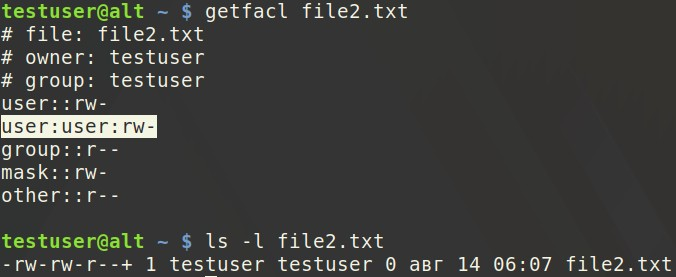 testuser@alt ~ $ getfacl file2.txt
# file: file2.txt
# owner: testuser
# group: testuser
user::rw-
user:user:rw-
group::r--
mask::rw-
other::r--
testuser@alt ~ $ ls -l file2.txt
-rw-rw-r--+ 1 testuser testuser 0 авг 14 06:07 file2.txt